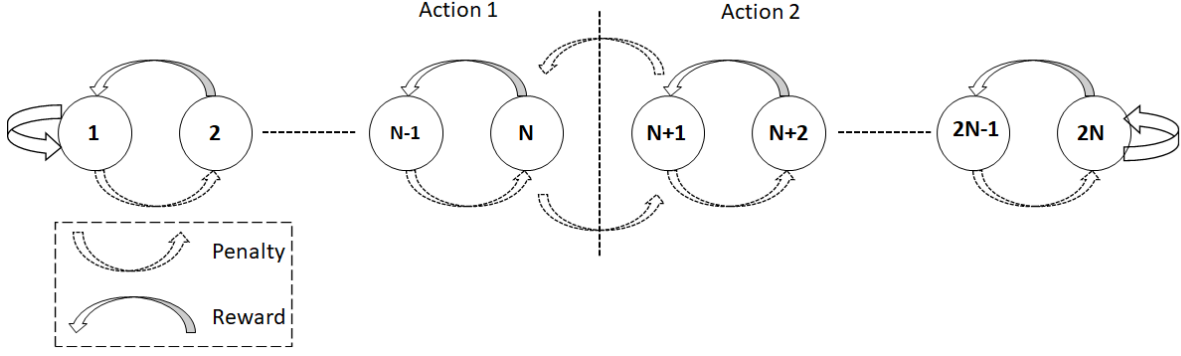 Action 1 Action 2
1 2 N-1 N N+1 N+2 2N-1 2N
Penalty
Reward